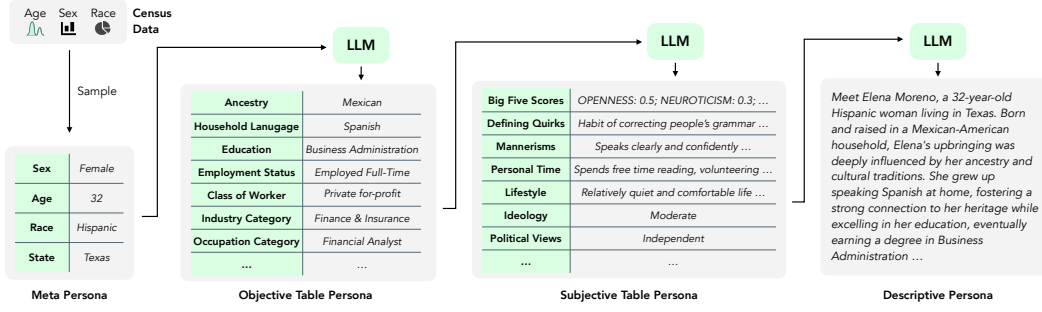 Age Sex Race Census Data
Sample
Sex Female
Age 32
Race Hispanic
State Texas
Meta Persona
LLM
Ancestry Mexican
Household Lanugage Spanish
Education Business Administration
Employment Status Employed Full-Time
Class of Worker Private for-profit
Industry Category Finance & Insurance
Occupation Category Financial Analyst
... ...
Objective Table Persona
LLM
Big Five Scores OPENNESS: 0.5; NEUROTICISM: 0.3; ...
Defining Quirks Habit of correcting people's grammar ...
Mannerisms Speaks clearly and confidently ...
Personal Time Spends free time reading, volunteering ...
Lifestyle Relatively quiet and comfortable life ...
Ideology Moderate
Political Views Independent
... ...
Subjective Table Persona
LLM
Meet Elena Moreno, a 32-year-old
Hispanic woman living in Texas. Born
and raised in a Mexican-American
household, Elena's upbringing was
deeply influenced by her ancestry and
cultural traditions. She grew up
speaking Spanish at home, fostering a
strong connection to her heritage while
excelling in her education, eventually
earning a degree in Business
Administration ...
Descriptive Persona